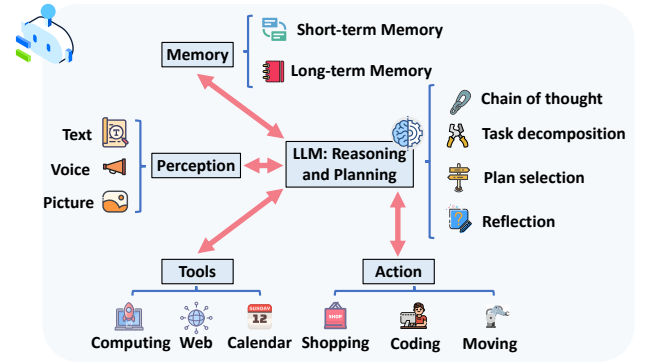 Memory
Short-term Memory
Long-term Memory
Text
Voice
Picture
Perception
LLM: Reasoning
and Planning
Chain of thought
Task decomposition
Plan selection
Reflection
Tools
Action
SUNDAY
12
SHOP
Computing
Web
Calendar
Shopping
Coding
Moving